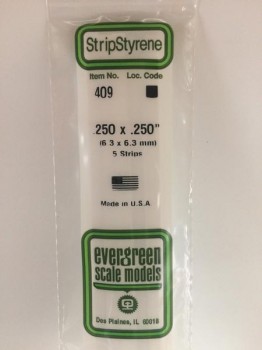 StripStyrene
Item No. Loc. Code
409
.250 x .250"
(6.3 x 6.3 mm)
5 Strips
Made in U.S.A.
evergreen
scale models
Des Plaines, IL 60018